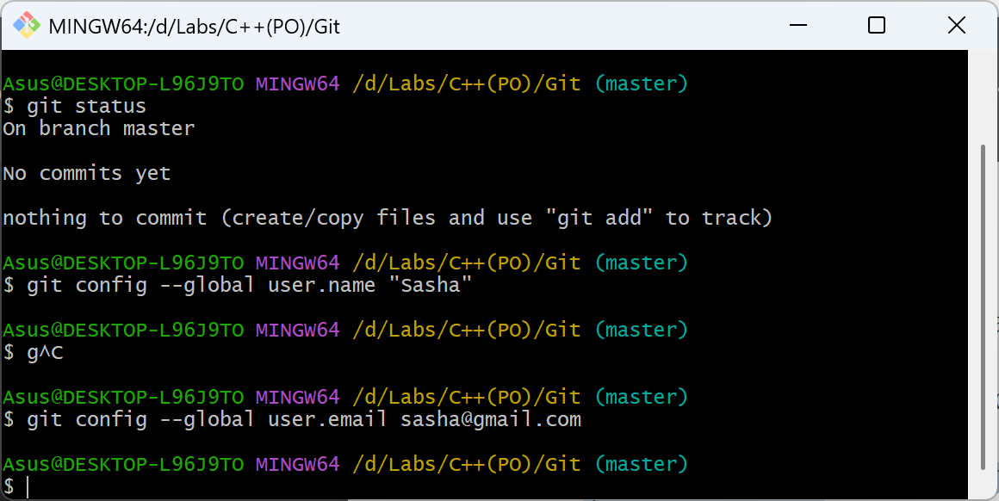 MINGW64:/d/Labs/C++(PO)/Git
Asus@DESKTOP-L96J9TO MINGW64 /d/Labs/C++(PO)/Git (master)
$ git status
On branch master
No commits yet
nothing to commit (create/copy files and use "git add" to track)
Asus@DESKTOP-L96J9TO MINGW64 /d/Labs/C++(PO)/Git (master)
$ git config --global user.name "Sasha"
Asus@DESKTOP-L96J9TO MINGW64 /d/Labs/C++(PO)/Git (master)
$ g^C
Asus@DESKTOP-L96J9TO MINGW64 /d/Labs/C++(PO)/Git (master)
$ git config --global user.email sasha@gmail.com
Asus@DESKTOP-L96J9TO MINGW64 /d/Labs/C++(PO)/Git (master)
$